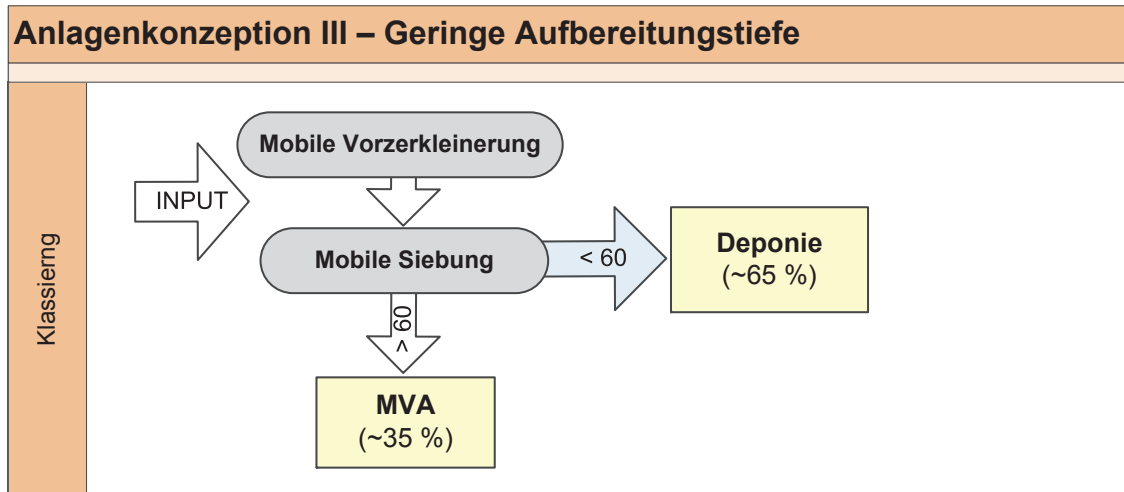 Anlagenkonzeption III – Geringe Aufbereitungstiefe
Klassierng
Mobile Vorzerkleinerung
INPUT
Mobile Siebung
< 60
Deponie
(~65 %)
> 60
MVA
(~35 %)